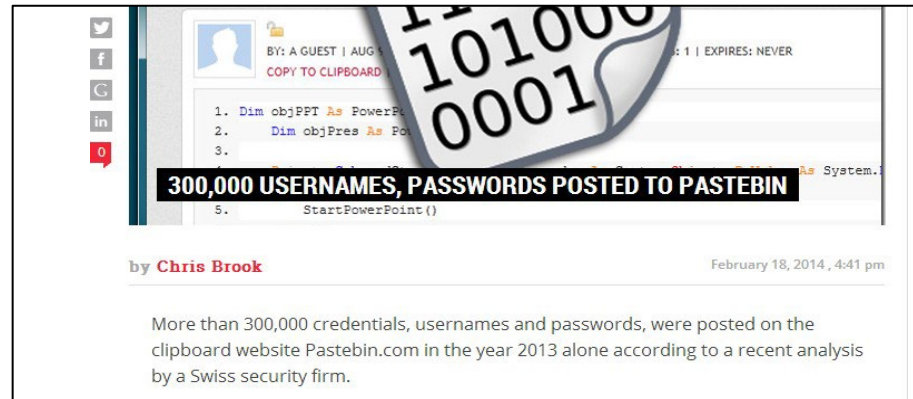 BY: A GUEST | AUG
1 | EXPIRES: NEVER
COPY TO CLIPBOARD
101000
0001
1. Dim objPPT As
2. Dim objPres As
3.
As System.
300,000 USERNAMES, PASSWORDS POSTED TO PASTEBIN
5. StartPowerPoint()
0
by Chris Brook
February 18, 2014 , 4:41 pm
More than 300,000 credentials, usernames and passwords, were posted on the
clipboard website Pastebin.com in the year 2013 alone according to a recent analysis
by a Swiss security firm.